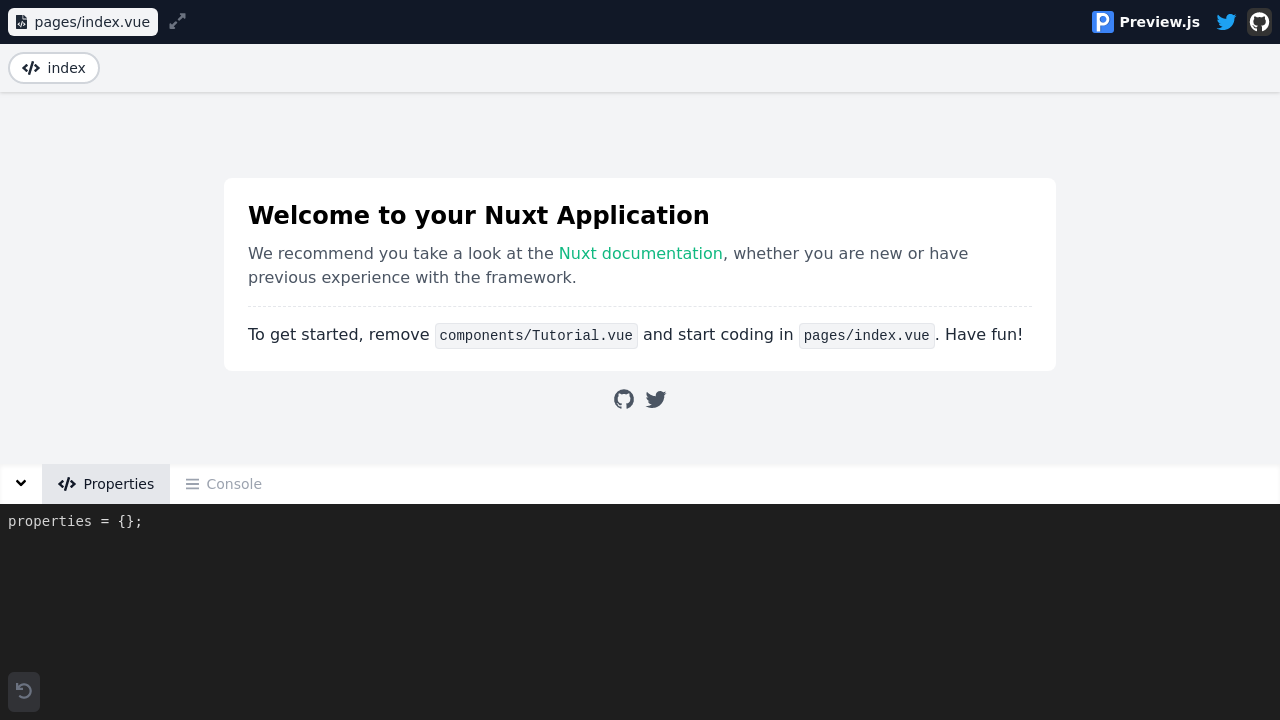 pages/index.vue
Preview.js
index
Welcome to your Nuxt Application
We recommend you take a look at the Nuxt documentation, whether you are new or have
previous experience with the framework.
To get started, remove components/Tutorial.vue and start coding in pages/index.vue. Have fun!
Properties
Console
properties = {};